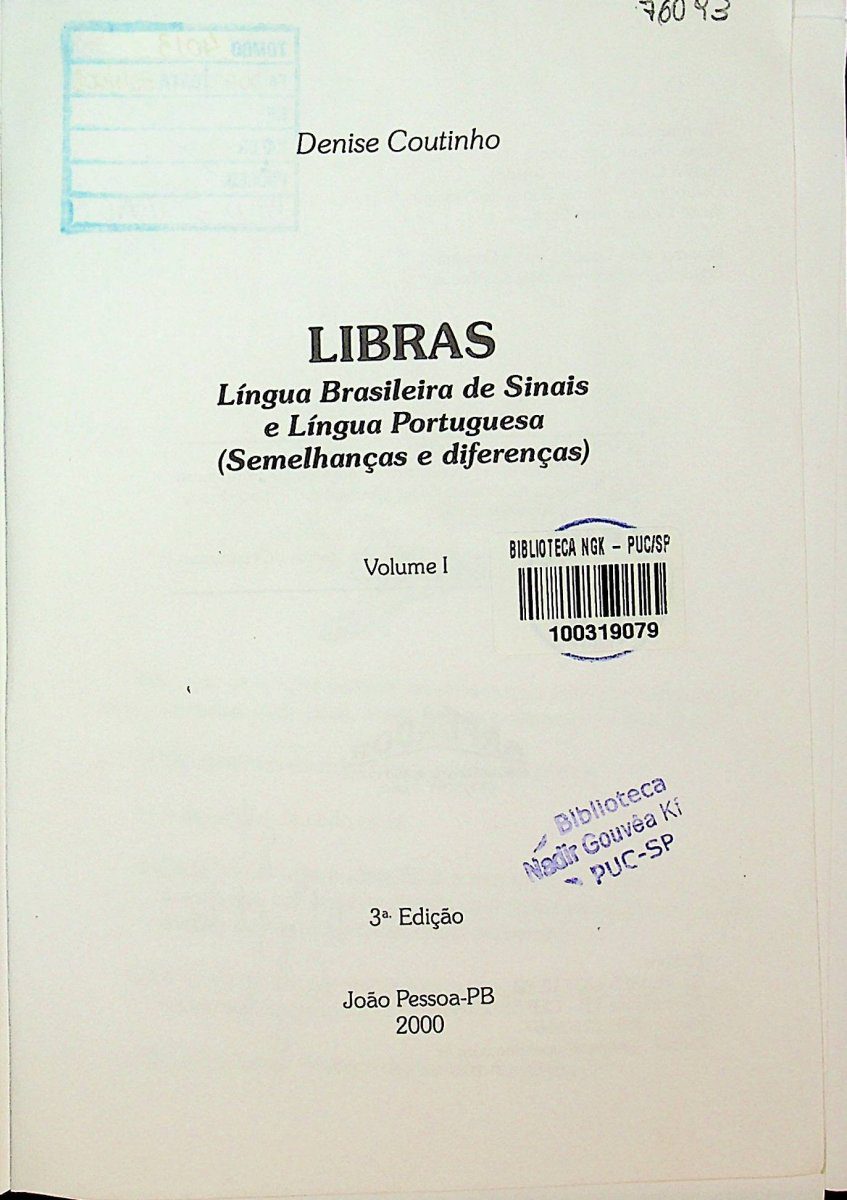 76043
Denise Coutinho
LIBRAS
Língua Brasileira de Sinais
e Língua Portuguesa
(Semelhanças e diferenças)
Volume I
BIBLIOTECA NGK – PUC/SP
100319079
Biblioteca
Nadir Gouvêa Kf
PUC-SP
3ª. Edição
João Pessoa-PB
2000